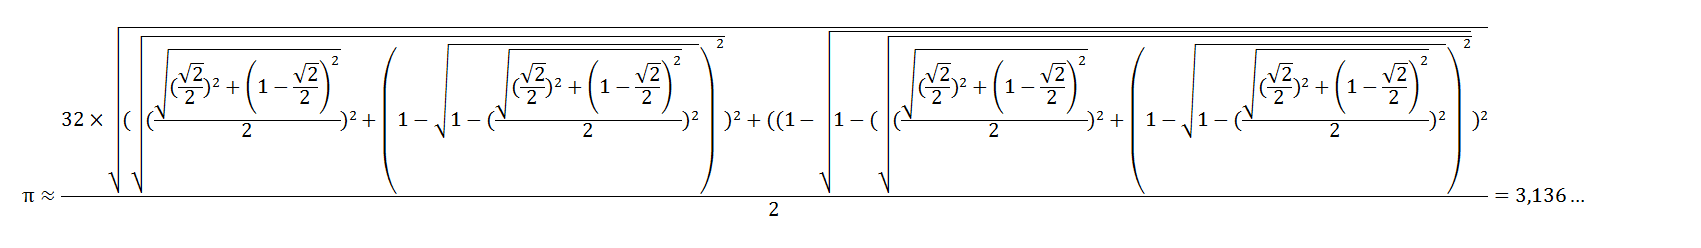 π ≈ (32 × √((√((√((√2/2)² + (1 − √2/2)²)/2)² + (1 − √(1 − (√((√2/2)² + (1 − √2/2)²)/2)²))²))² + ((1 − √(1 − (√((√((√2/2)² + (1 − √2/2)²)/2)² + (1 − √(1 − (√((√2/2)² + (1 − √2/2)²)/2)²))²))²)/2 = 3,136 ...